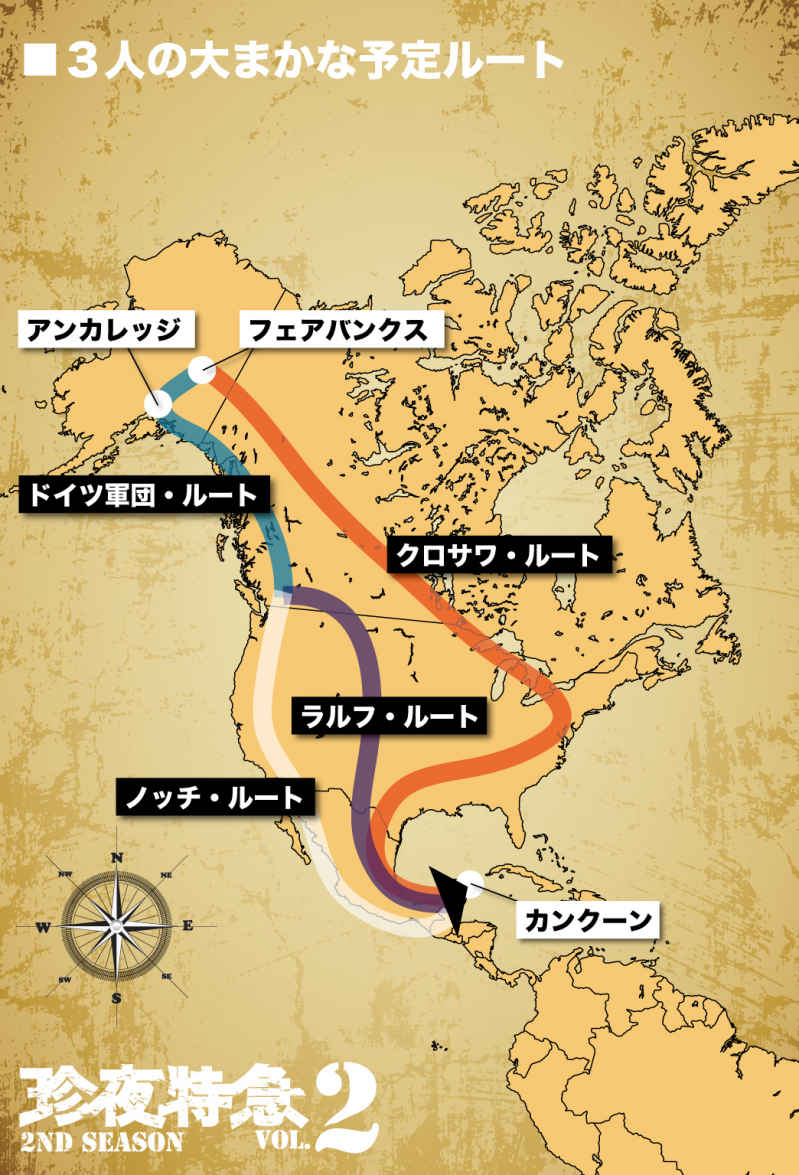 ■３人の大まかな予定ルート
アンカレッジ
フェアバンクス
ドイツ軍団・ルート
クロサワ・ルート
ラルフ・ルート
ノッチ・ルート
カンクーン
N
NW
NE
W
E
SW
SE
S
珍夜特急
2ND SEASON
VOL.2